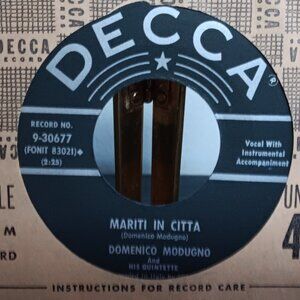 DECCA
RECORD NO.
9-30677
(FONIT 83021)◆
(2:25)
Vocal With
Instrumental
Accompaniment
MARITI IN CITTA
(Domenico Modugno)
DOMENICO MODUGNO
And
HIS QUINTETTE
INSTRUCTIONS FOR RECORD CARE